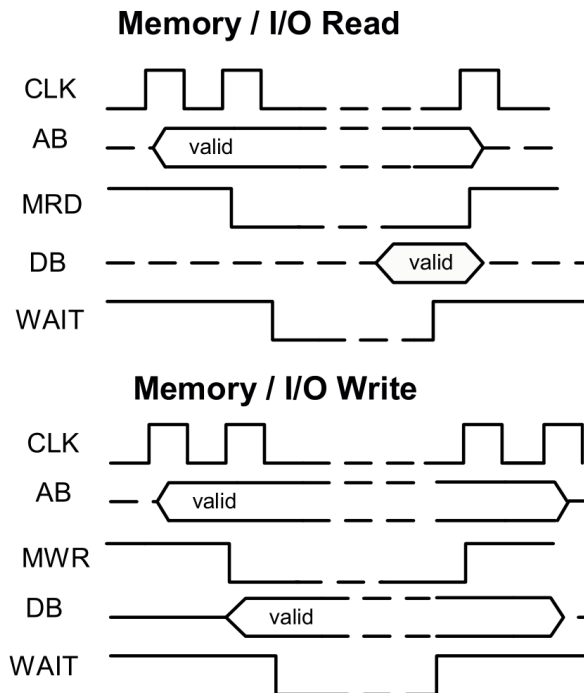 Memory / I/O Read
CLK
AB
valid
MRD
DB
valid
WAIT
Memory / I/O Write
CLK
AB
valid
MWR
DB
valid
WAIT